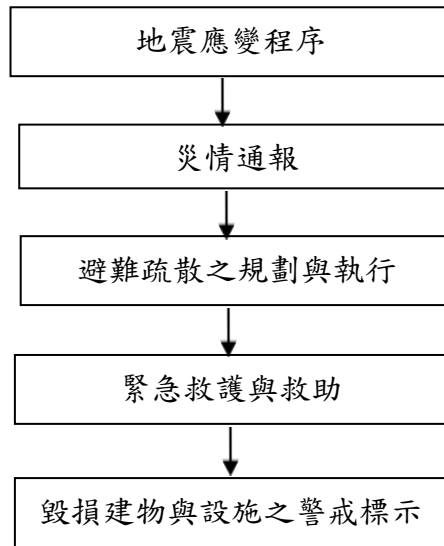 地震應變程序
災情通報
避難疏散之規劃與執行
緊急救護與救助
毀損建物與設施之警戒標示